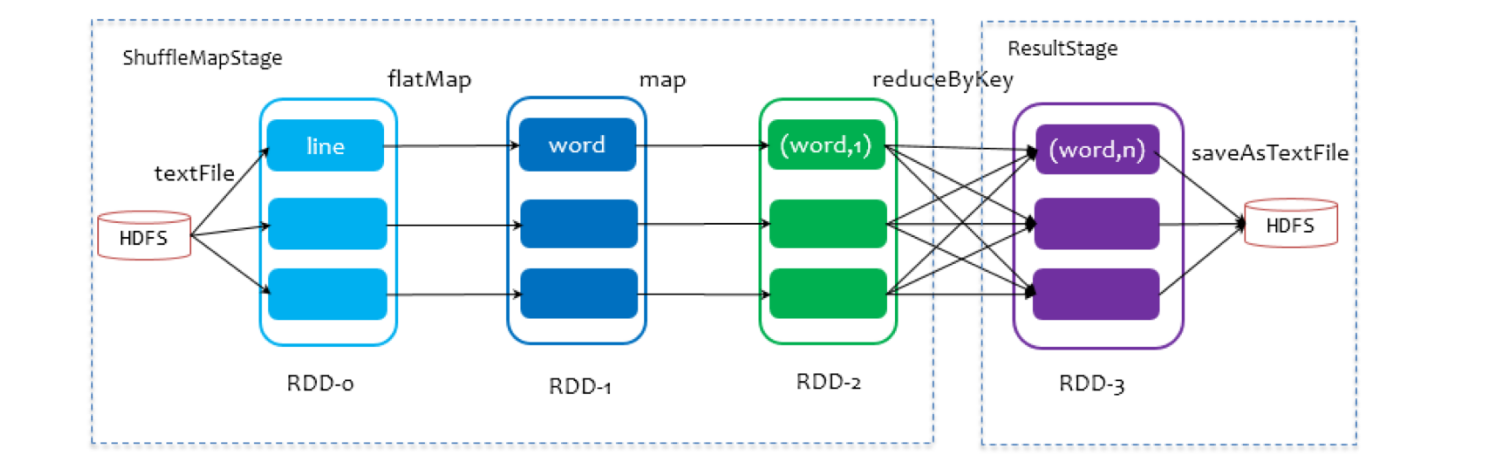 ShuffleMapStage
ResultStage
flatMap
map
reduceByKey
line
word
(word,1)
(word,n)
saveAsTextFile
textFile
HDFS
HDFS
RDD-0
RDD-1
RDD-2
RDD-3